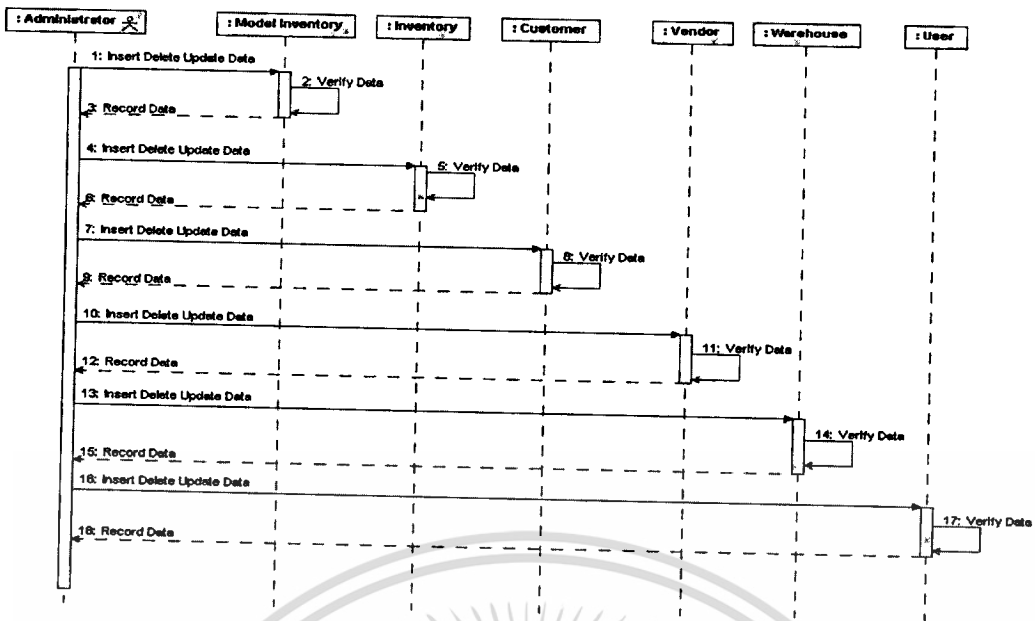 : Administrator
: Model Inventory
: Inventory
: Customer
: Vendor
: Warehouse
: User
1: Insert Delete Update Data
2: Verify Data
3: Record Data
4: Insert Delete Update Data
5: Verify Data
6: Record Data
7: Insert Delete Update Data
8: Verify Data
9: Record Data
10: Insert Delete Update Data
11: Verify Data
12: Record Data
13: Insert Delete Update Data
14: Verify Data
15: Record Data
16: Insert Delete Update Data
17: Verify Data
18: Record Data